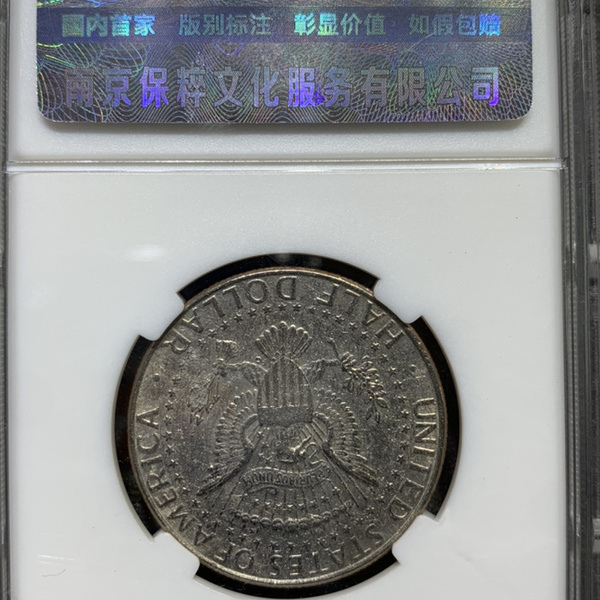 國内首家 版别标注 彰显价值 如假包赔
南京保粹文化服务有限公司
UNITED STATES OF AMERICA
HALF DOLLAR